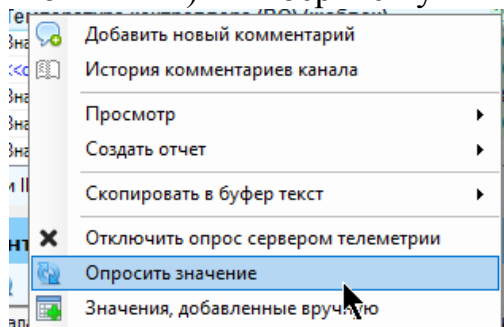 Добавить новый комментарий
История комментариев канала
Просмотр
Создать отчет
Скопировать в буфер текст
Отключить опрос сервером телеметрии
Опросить значение
Значения, добавленные вручную